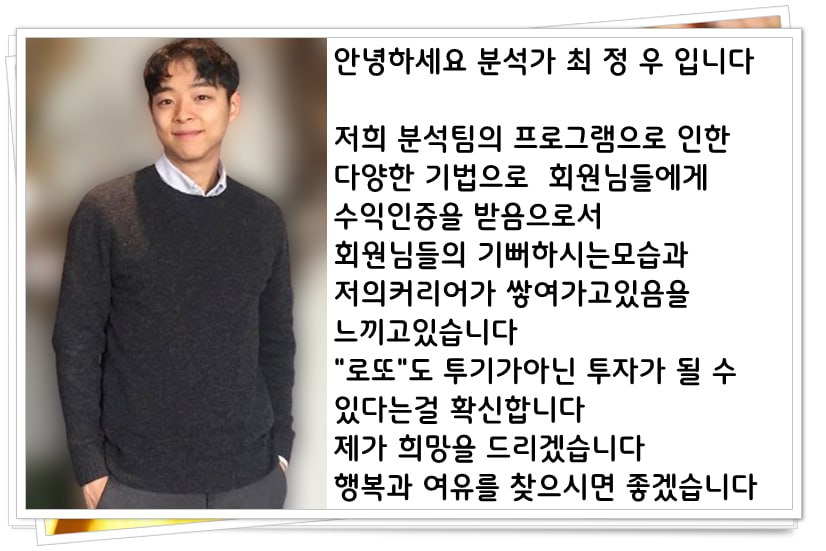 안녕하세요 분석가 최 정 우 입니다
저희 분석팀의 프로그램으로 인한
다양한 기법으로 회원님들에게
수익인증을 받음으로서
회원님들의 기뻐하시는모습과
저의커리어가 쌓여가고있음을
느끼고있습니다
"로또"도 투기가아닌 투자가 될 수
있다는걸 확신합니다
제가 희망을 드리겠습니다
행복과 여유를 찾으시면 좋겠습니다